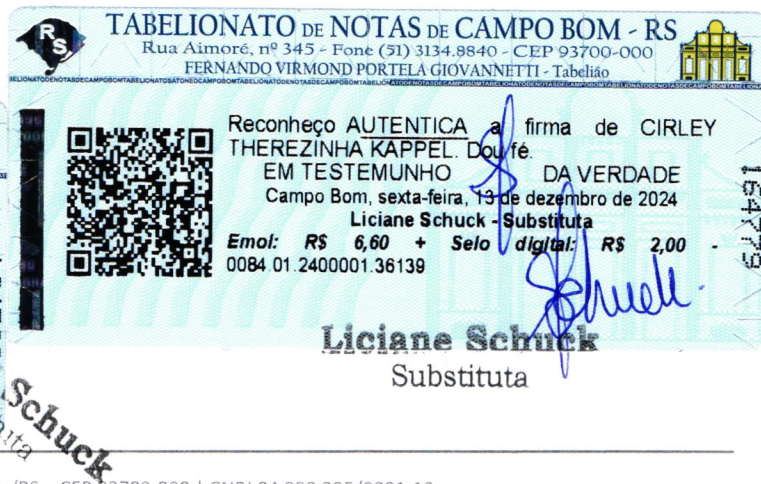 TABELIONATO DE NOTAS DE CAMPO BOM - RS
Rua Aimoré, nº 345 - Fone (51) 3134.8840 - CEP 93700-000
FERNANDO VIRMOND PORTELA GIOVANNETTI - Tabelião
RS
Reconheço AUTENTICA a firma de CIRLEY
THEREZINHA KAPPEL. Dou fé.
EM TESTEMUNHO DA VERDADE
Campo Bom, sexta-feira, 13 de dezembro de 2024
Liciane Schuck - Substituta
Emol: R$ 6,60 + Selo digital: R$ 2,00 -
0084.01.2400001.36139
164779
Schuck
Liciane Schuck
Substituta
Schuck